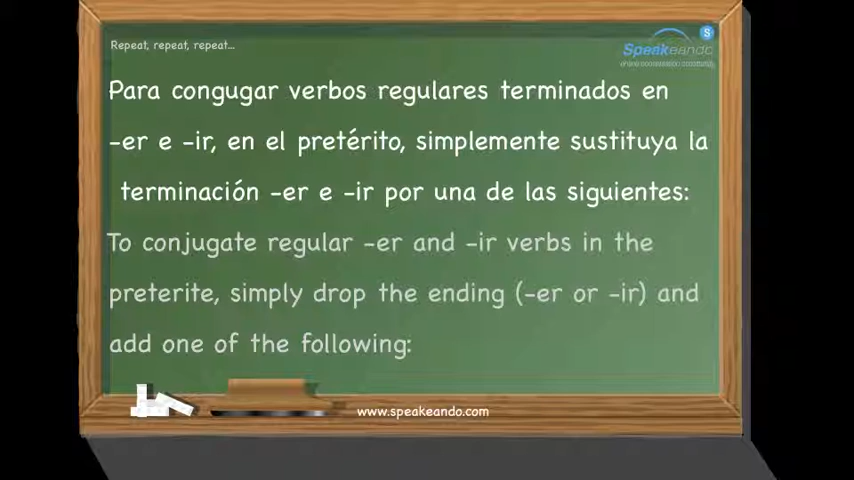 Repeat, repeat, repeat...
Speakeando
Para congugar verbos regulares terminados en
-er e -ir, en el pretérito, simplemente sustituya la
terminación -er e -ir por una de las siguientes:
To conjugate regular -er and -ir verbs in the
preterite, simply drop the ending (-er or -ir) and
add one of the following:
www.speakeando.com